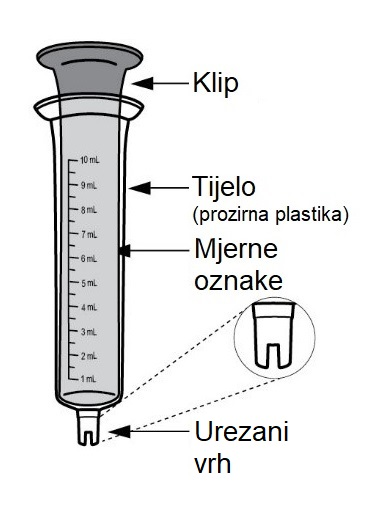 Klip
10 mL
9 mL
Tijelo
(prozirna plastika)
8 mL
7 mL
Mjerne
oznake
6 mL
5 mL
4 mL
3 mL
2 mL
1 mL
Urezani
vrh